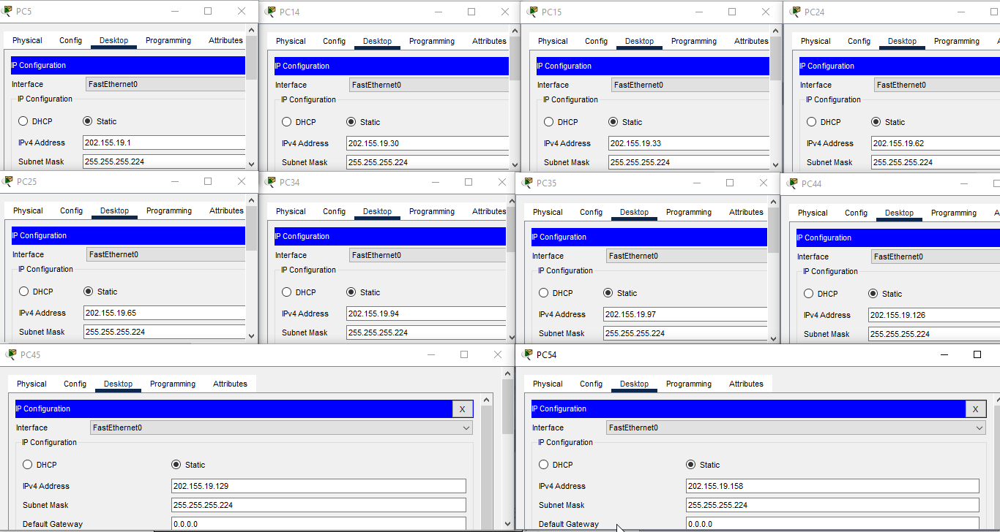 PC5
Physical Config Desktop Programming Attributes
IP Configuration
Interface FastEthernet0
IP Configuration
DHCP Static
IPv4 Address 202.155.19.1
Subnet Mask 255.255.255.224
PC14
Physical Config Desktop Programming Attributes
IP Configuration
Interface FastEthernet0
IP Configuration
DHCP Static
IPv4 Address 202.155.19.30
Subnet Mask 255.255.255.224
PC15
Physical Config Desktop Programming Attributes
IP Configuration
Interface FastEthernet0
IP Configuration
DHCP Static
IPv4 Address 202.155.19.33
Subnet Mask 255.255.255.224
PC24
Physical Config Desktop Programming A
IP Configuration
Interface FastEthernet0
IP Configuration
DHCP Static
IPv4 Address 202.155.19.62
Subnet Mask 255.255.255.224
PC25
Physical Config Desktop Programming Attributes
IP Configuration
Interface FastEthernet0
IP Configuration
DHCP Static
IPv4 Address 202.155.19.65
Subnet Mask 255.255.255.224
PC34
Physical Config Desktop Programming Attributes
IP Configuration
Interface FastEthernet0
IP Configuration
DHCP Static
IPv4 Address 202.155.19.94
Subnet Mask 255.255.255.224
PC35
Physical Config Desktop Programming Attributes
IP Configuration
Interface FastEthernet0
IP Configuration
DHCP Static
IPv4 Address 202.155.19.97
Subnet Mask 255.255.255.224
PC44
Physical Config Desktop Programming A
IP Configuration
Interface FastEthernet0
IP Configuration
DHCP Static
IPv4 Address 202.155.19.126
Subnet Mask 255.255.255.224
PC45
Physical Config Desktop Programming Attributes
IP Configuration X
Interface FastEthernet0
IP Configuration
DHCP Static
IPv4 Address 202.155.19.129
Subnet Mask 255.255.255.224
Default Gateway 0.0.0.0
PC54
Physical Config Desktop Programming Attributes
IP Configuration X
Interface FastEthernet0
IP Configuration
DHCP Static
IPv4 Address 202.155.19.158
Subnet Mask 255.255.255.224
Default Gateway 0.0.0.0